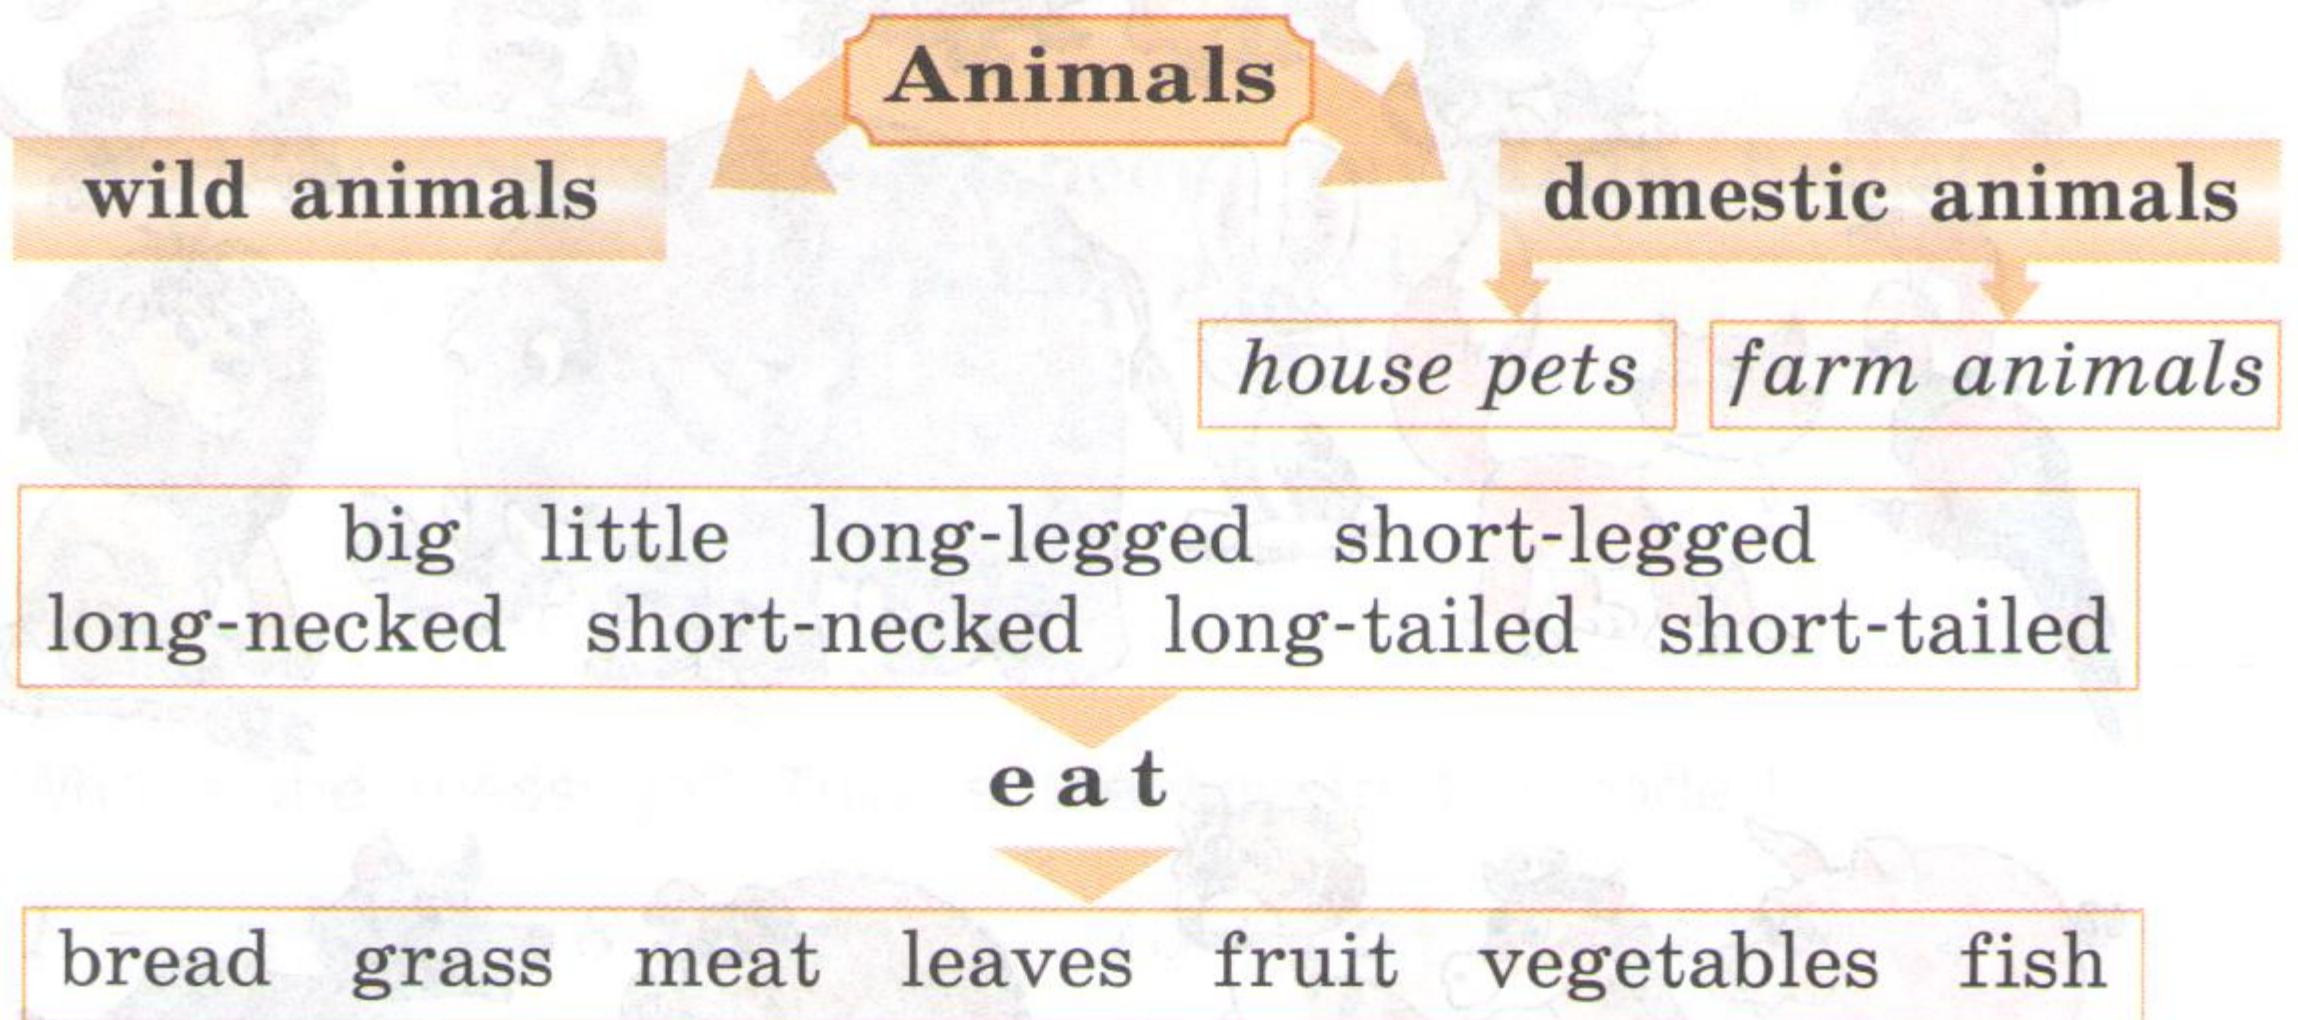 Animals
wild animals
domestic animals
house pets
farm animals
big little long-legged short-legged
long-necked short-necked long-tailed short-tailed
eat
bread grass meat leaves fruit vegetables fish